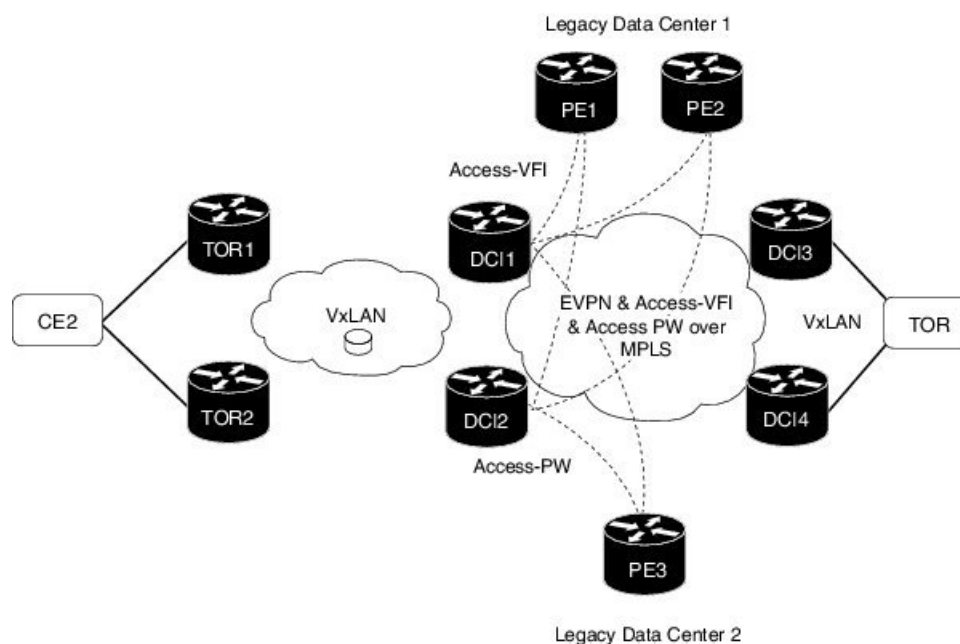 Legacy Data Center 1
PE1
PE2
Access-VFI
TOR1
DCI1
DCI3
CE2
VxLAN
EVPN & Access-VFI
& Access PW over
MPLS
VxLAN
TOR
TOR2
DCI2
DCI4
Access-PW
PE3
Legacy Data Center 2